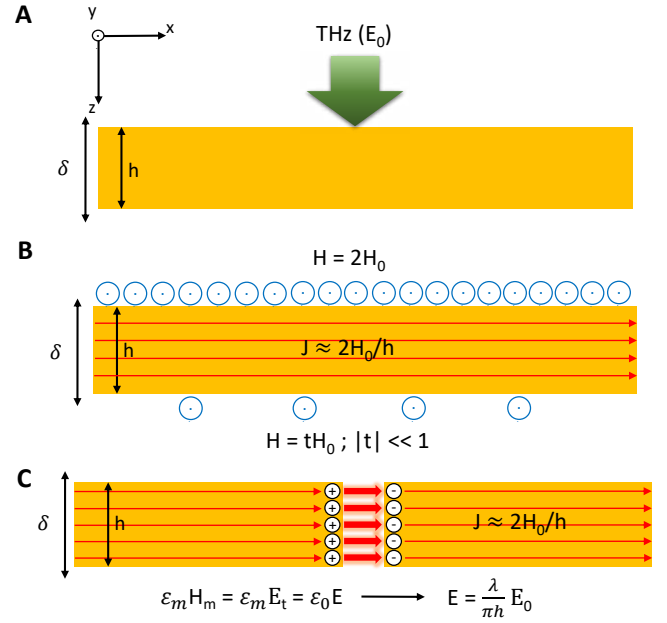 A
y
x
z
THz (E₀)
δ
h
B
H = 2H₀
δ
h
J ≈ 2H₀/h
H = tH₀ ; |t| << 1
C
δ
h
+
+
+
+
+
-
-
-
-
-
J ≈ 2H₀/h
εₘHₘ = εₘEₜ = ε₀E ⟶ E = λ/πh E₀